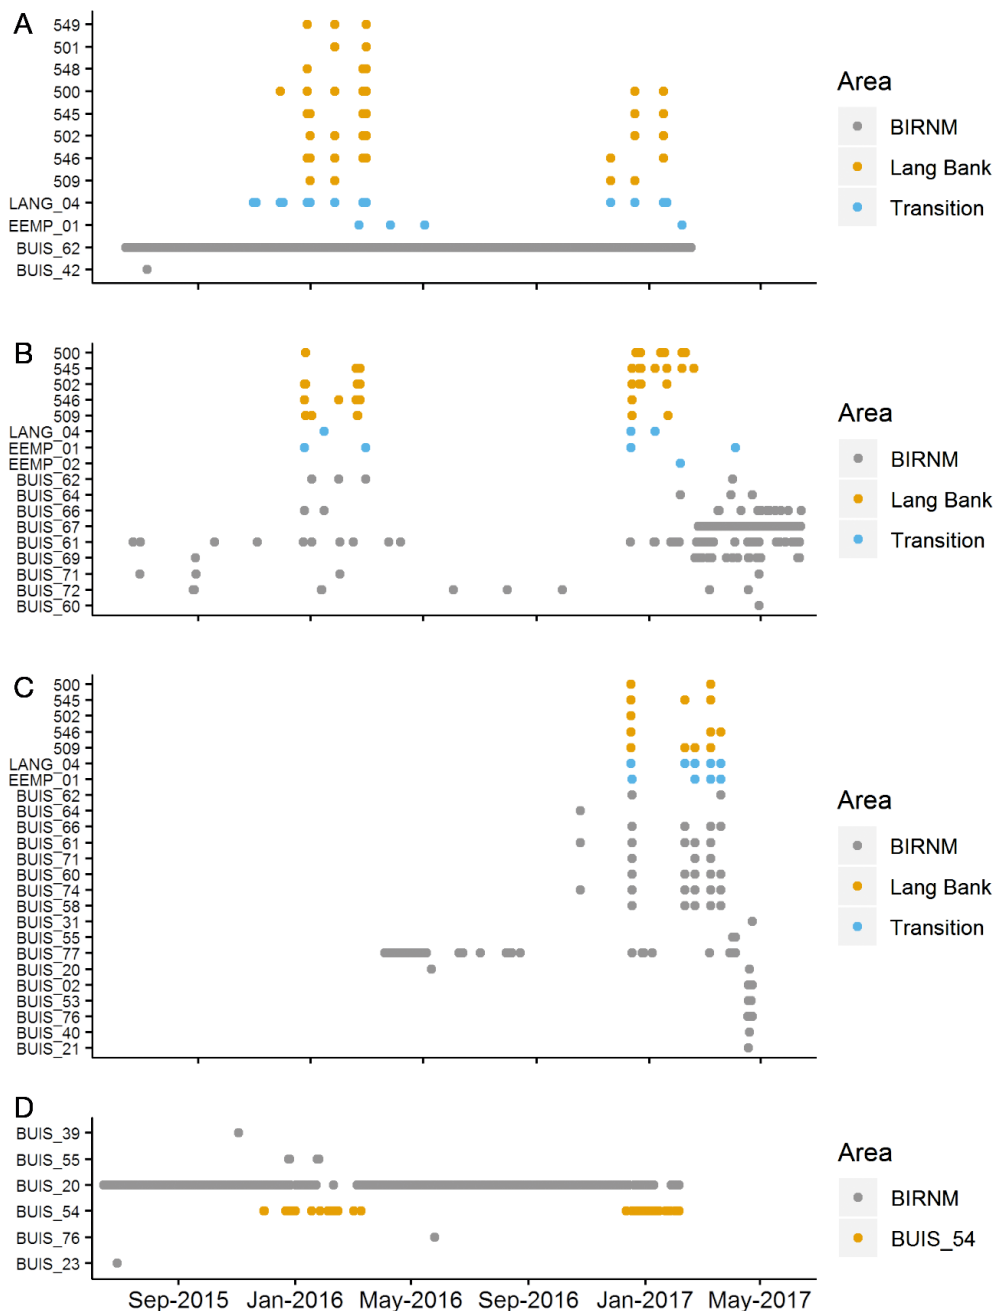 A
549
501
548
500
545
502
546
509
LANG_04
EEMP_01
BUIS_62
BUIS_42
Area
BIRNM
Lang Bank
Transition
B
500
545
502
546
509
LANG_04
EEMP_01
EEMP_02
BUIS_62
BUIS_64
BUIS_66
BUIS_67
BUIS_61
BUIS_69
BUIS_71
BUIS_72
BUIS_60
Area
BIRNM
Lang Bank
Transition
C
500
545
502
546
509
LANG_04
EEMP_01
BUIS_62
BUIS_64
BUIS_66
BUIS_61
BUIS_71
BUIS_60
BUIS_74
BUIS_58
BUIS_31
BUIS_55
BUIS_77
BUIS_20
BUIS_02
BUIS_53
BUIS_76
BUIS_40
BUIS_21
Area
BIRNM
Lang Bank
Transition
D
BUIS_39
BUIS_55
BUIS_20
BUIS_54
BUIS_76
BUIS_23
Area
BIRNM
BUIS_54
Sep-2015 Jan-2016 May-2016 Sep-2016 Jan-2017 May-2017